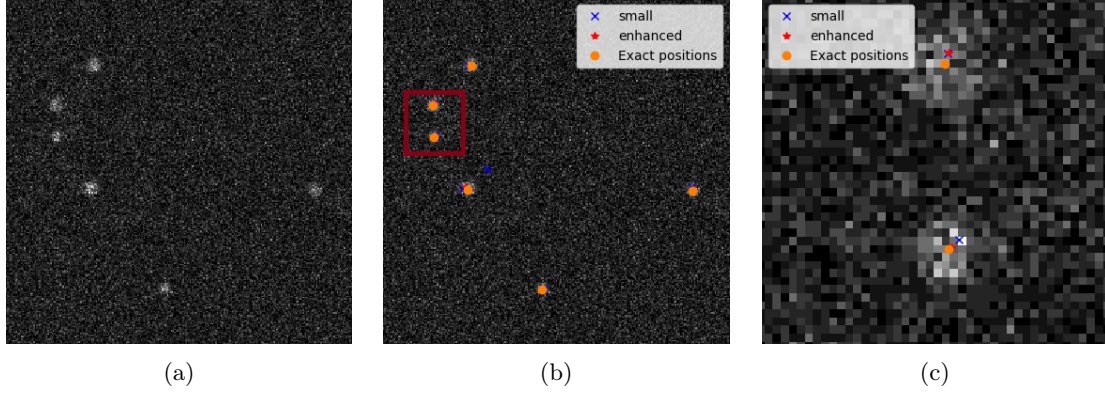 small
enhanced
Exact positions
small
enhanced
Exact positions
(a)
(b)
(c)